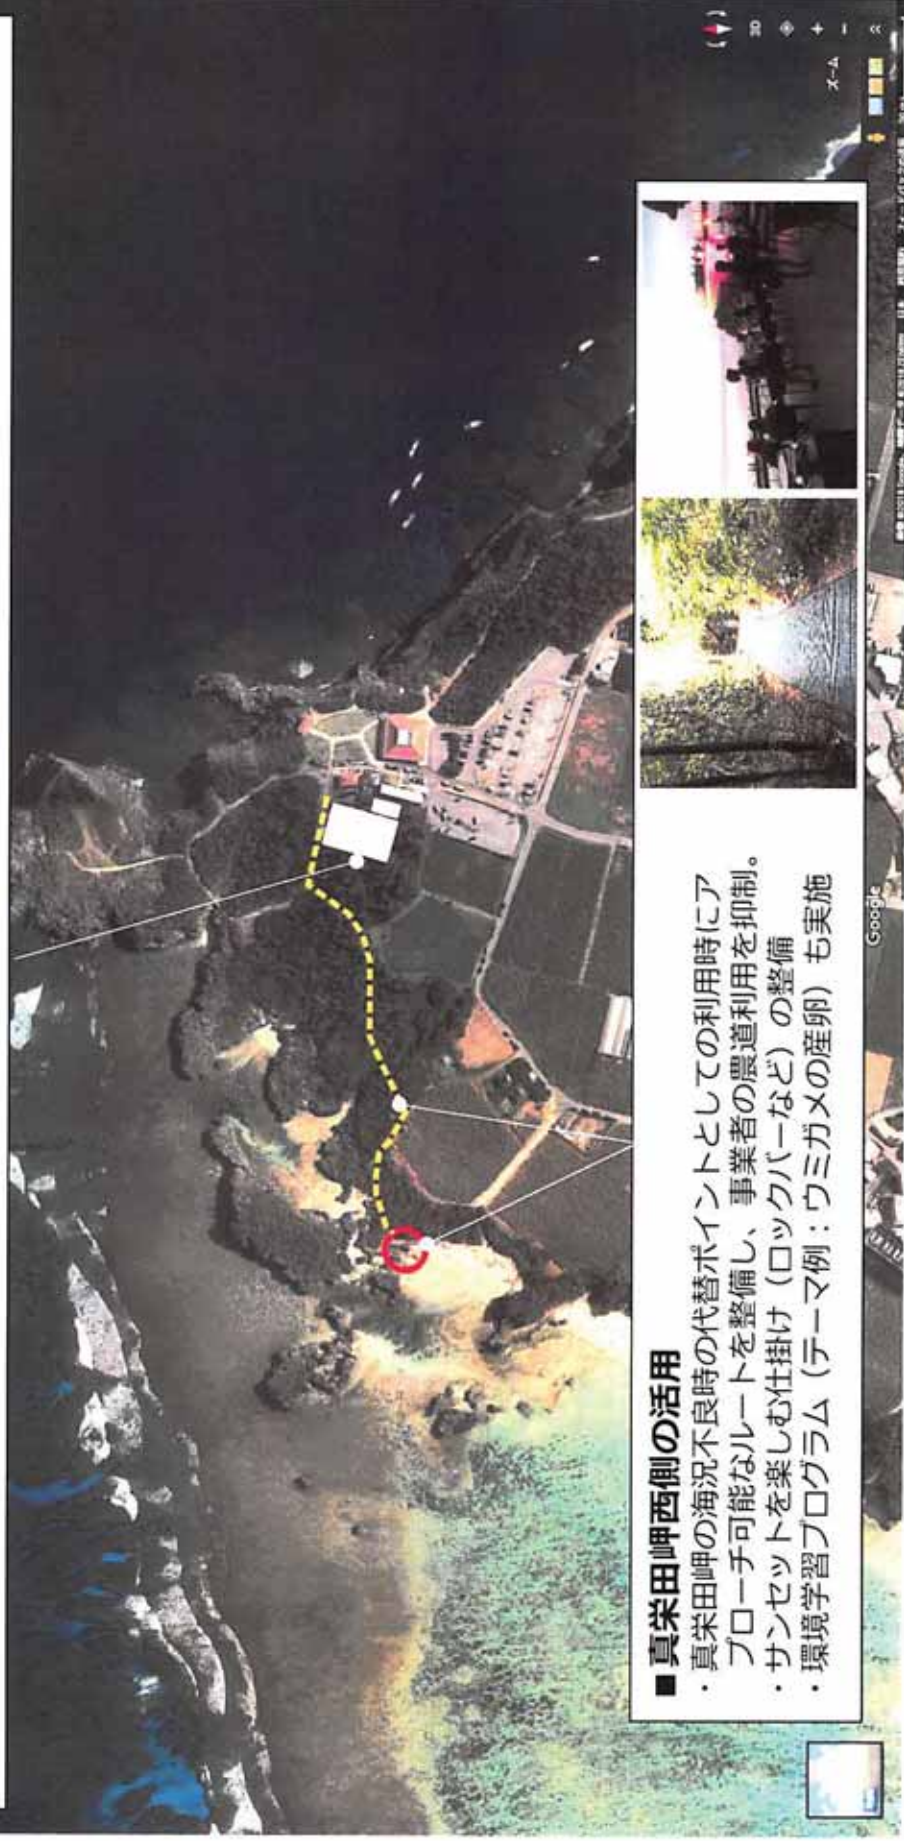 ■ 真栄田岬西側の活用
・真栄田岬の海況不良時の代替ポイントとしての利用時にア
プローチ可能なルートを整備し、事業者の農道利用を抑制。
・サンセットを楽しむ仕掛け（ロックバーなど）の整備
・環境学習プログラム（テーマ例：ウミガメの産卵）も実施
Google
ズーム
3D